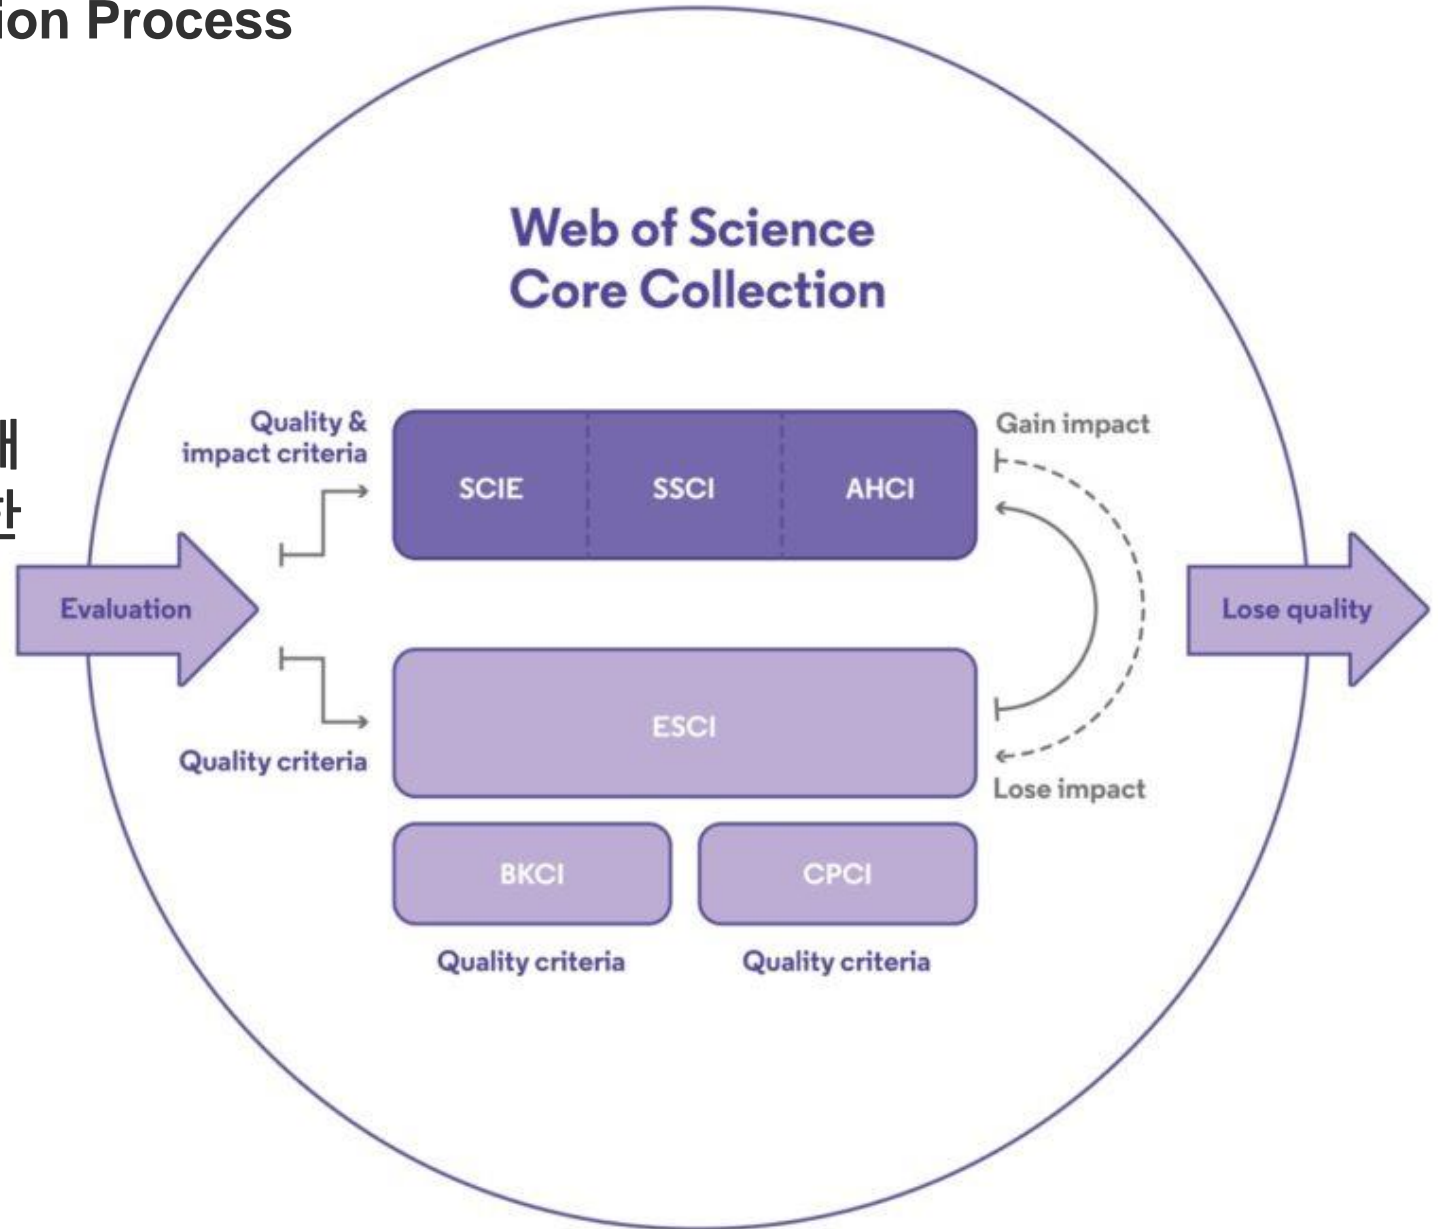 ion Process
Web of Science
Core Collection
Quality &
impact criteria
SCIE
SSCI
AHCI
Gain impact
한
Evaluation
Lose quality
ESCI
Quality criteria
Lose impact
BKCI
CPCI
Quality criteria
Quality criteria